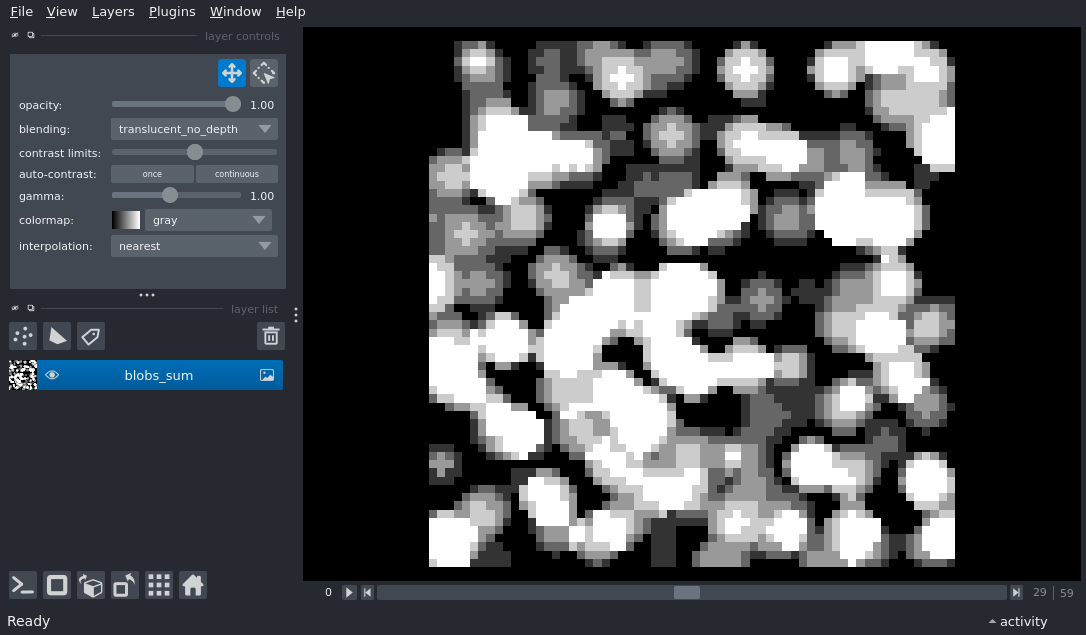 File View Layers Plugins Window Help
layer controls
opacity: 1.00
blending: translucent_no_depth
contrast limits:
auto-contrast: once continuous
gamma: 1.00
colormap: gray
interpolation: nearest
layer list
blobs_sum
0 29 59
Ready activity